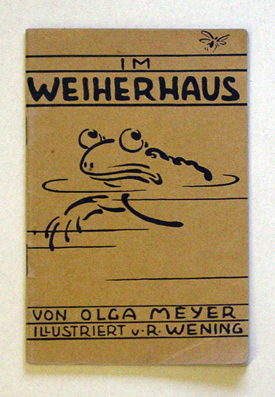 IM
WEIHERHAUS
VON OLGA MEYER
ILLUSTRIERT v. R. WENING